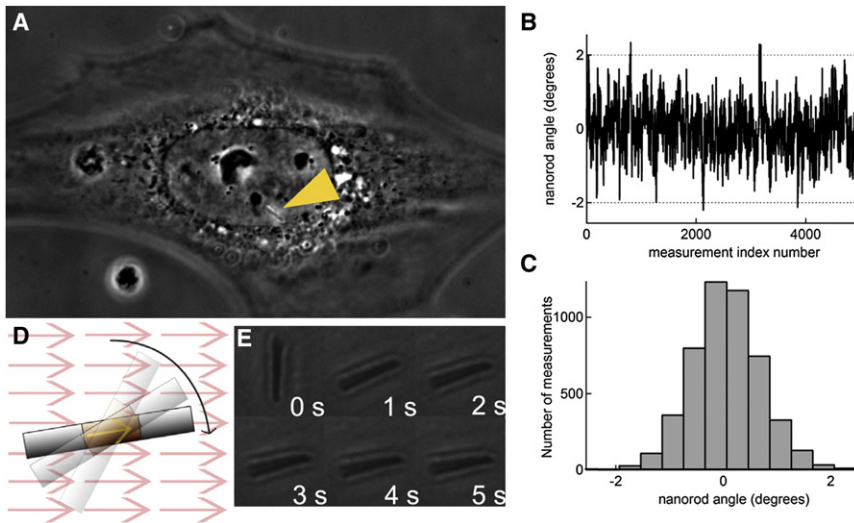 A
B
nanorod angle (degrees)
2
0
-2
0
2000
4000
measurement index number
C
Number of measurements
1000
500
0
-2
0
2
nanorod angle (degrees)
D
E
0 s
1 s
2 s
3 s
4 s
5 s